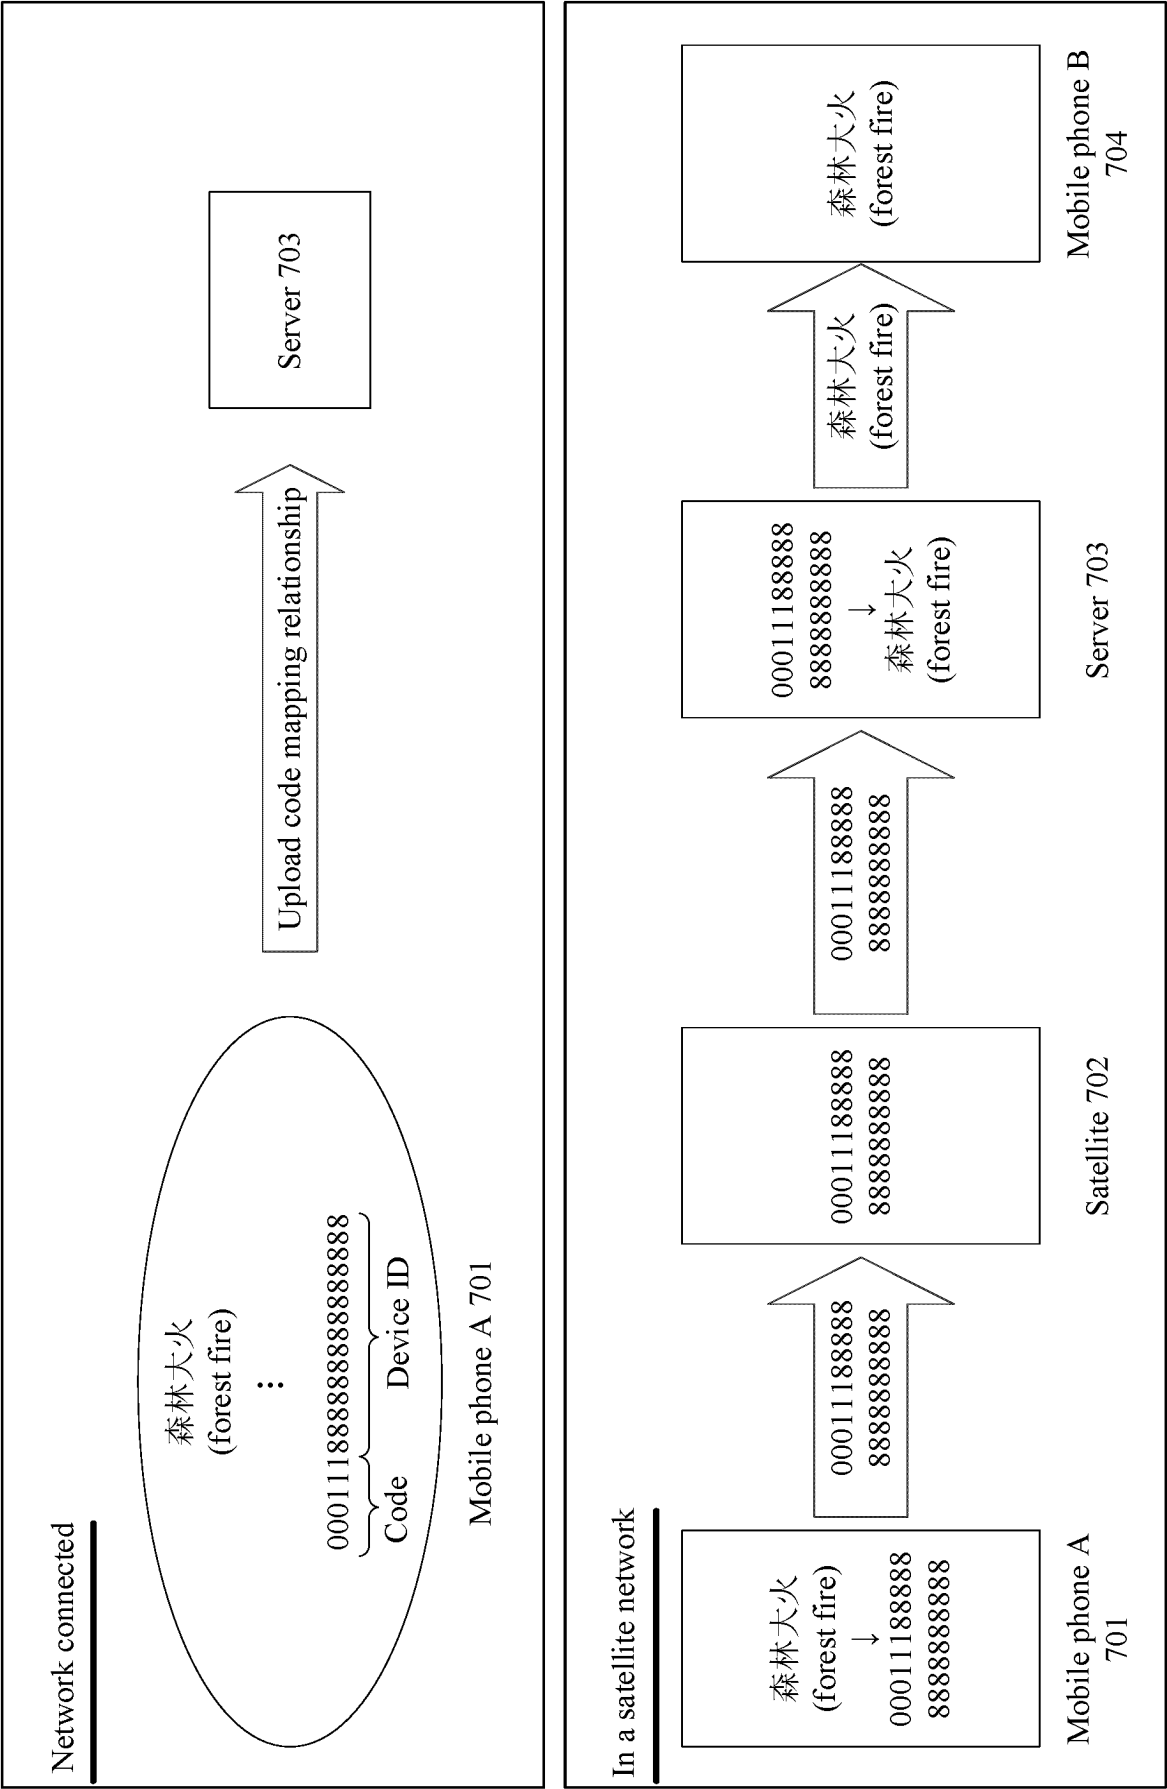 Network connected
森林大火
(forest fire)
000111888888888888888
Code
Device ID
Mobile phone A 701
Upload code mapping relationship
Server 703
In a satellite network
森林大火
(forest fire)
00011188888
8888888888
Mobile phone A
701
00011188888
8888888888
00011188888
8888888888
Satellite 702
00011188888
8888888888
00011188888
8888888888
森林大火
(forest fire)
Server 703
森林大火
(forest fire)
森林大火
(forest fire)
Mobile phone B
704